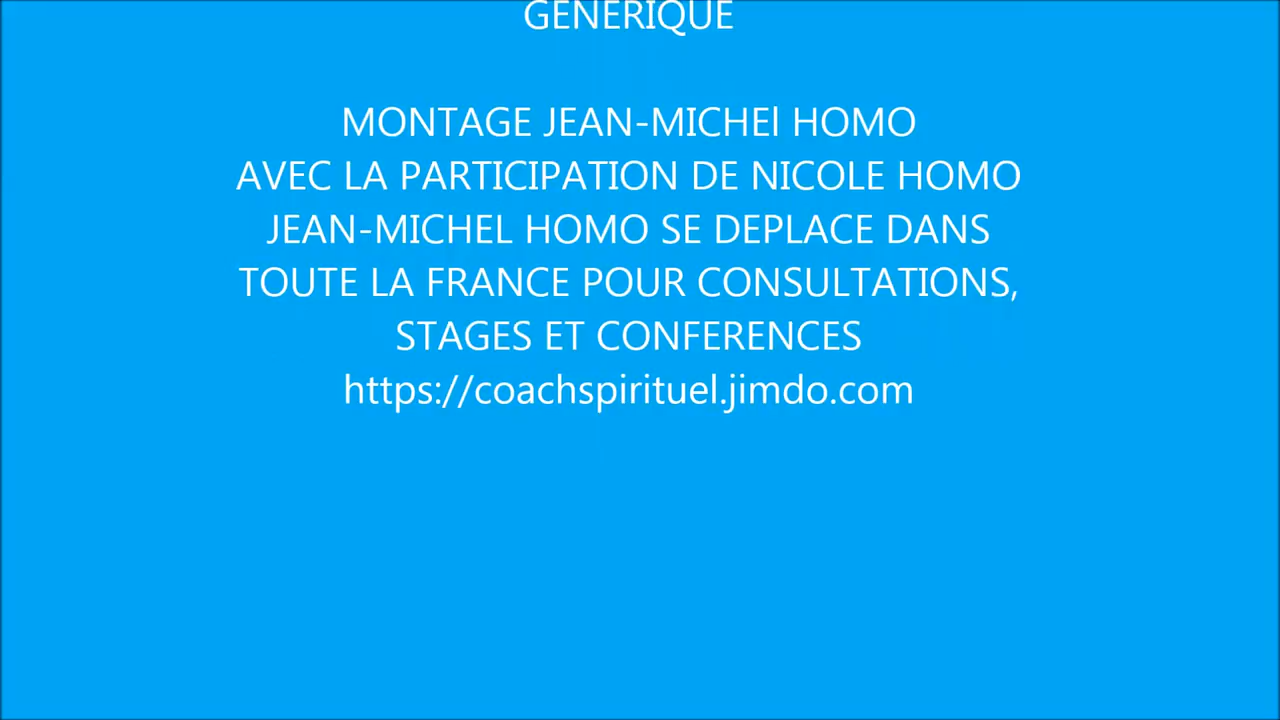 GENERIQUE
MONTAGE JEAN-MICHEl HOMO
AVEC LA PARTICIPATION DE NICOLE HOMO
JEAN-MICHEL HOMO SE DEPLACE DANS
TOUTE LA FRANCE POUR CONSULTATIONS,
STAGES ET CONFERENCES
https://coachspirituel.jimdo.com